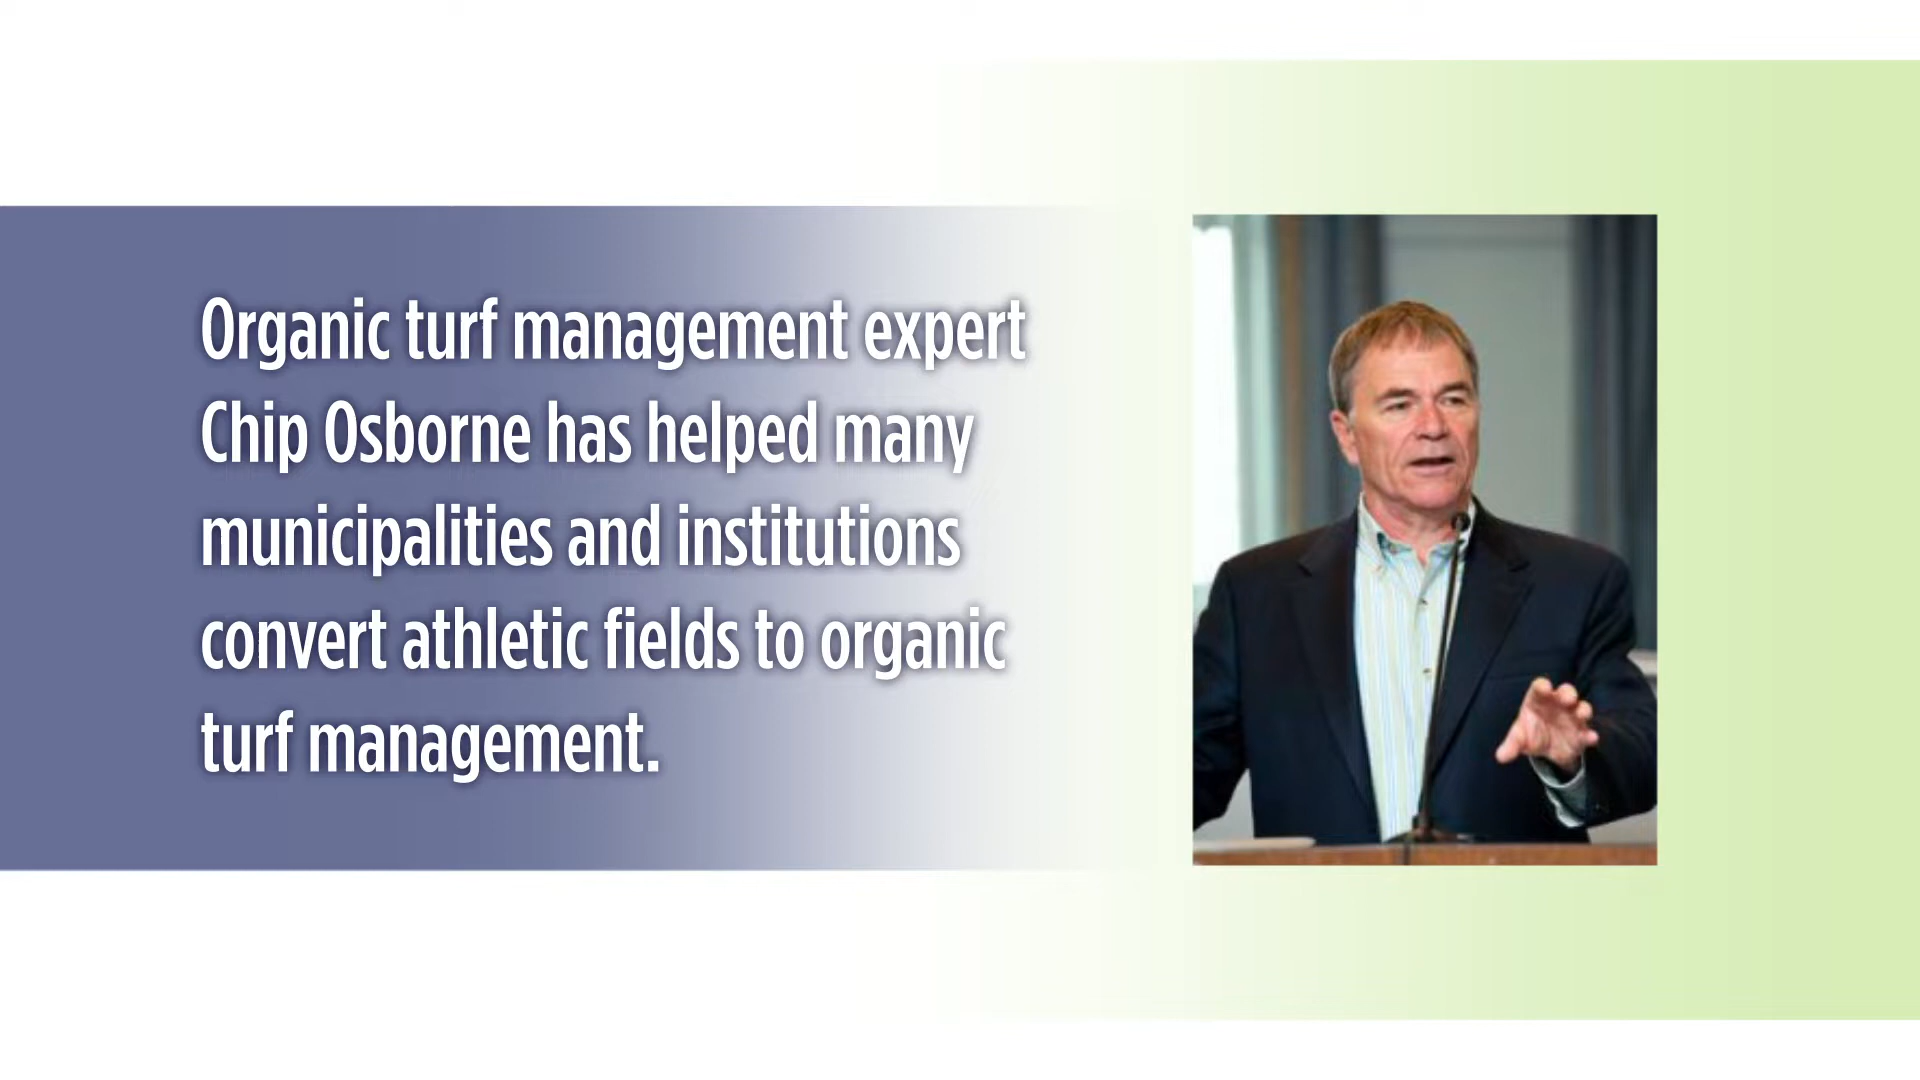 Organic turf management expert
Chip Osborne has helped many
municipalities and institutions
convert athletic fields to organic
turf management.